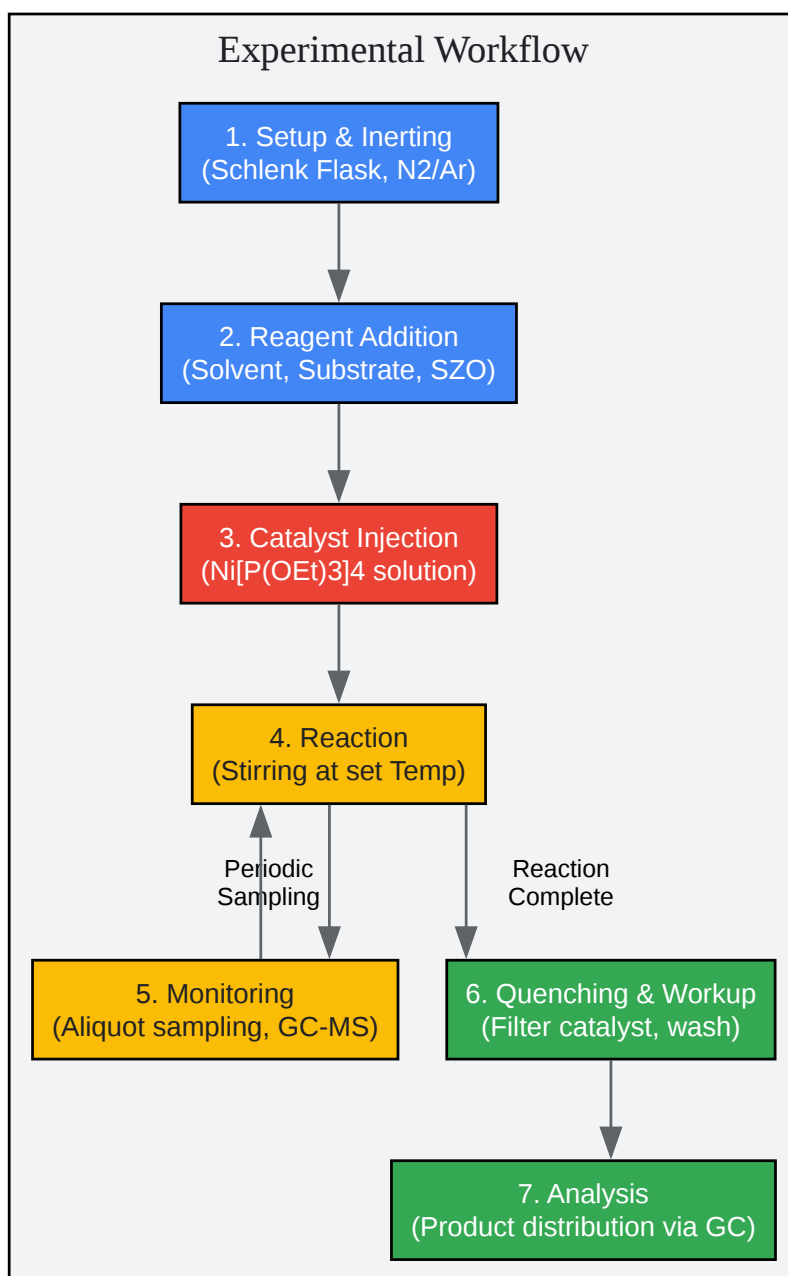 Experimental Workflow
1. Setup & Inerting
(Schlenk Flask, N2/Ar)
2. Reagent Addition
(Solvent, Substrate, SZO)
3. Catalyst Injection
(Ni[P(OEt)3]4 solution)
4. Reaction
(Stirring at set Temp)
Periodic
Sampling
Reaction
Complete
5. Monitoring
(Aliquot sampling, GC-MS)
6. Quenching & Workup
(Filter catalyst, wash)
7. Analysis
(Product distribution via GC)